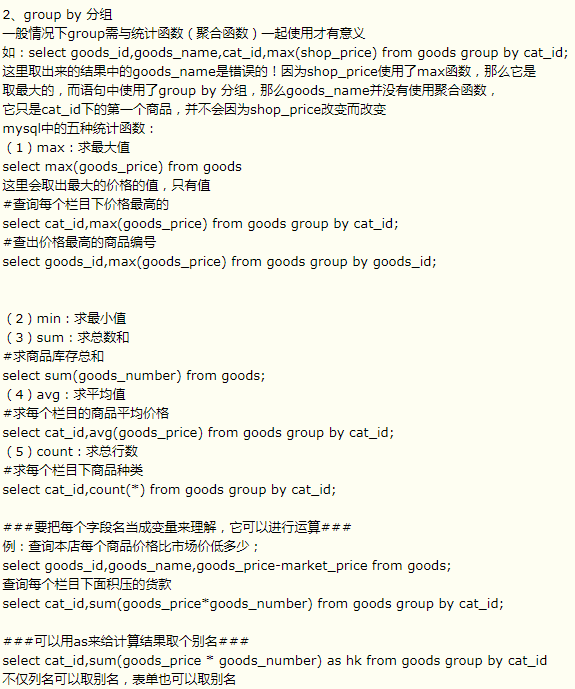 2、group by 分组
一般情况下group需与统计函数（聚合函数）一起使用才有意义
如：select goods_id,goods_name,cat_id,max(shop_price) from goods group by cat_id;
这里取出来的结果中的goods_name是错误的！因为shop_price使用了max函数，那么它是
取最大的，而语句中使用了group by 分组，那么goods_name并没有使用聚合函数，
它只是cat_id下的第一个商品，并不会因为shop_price改变而改变
mysql中的五种统计函数：
（1）max：求最大值
select max(goods_price) from goods
这里会取出最大的价格的值，只有值
#查询每个栏目下价格最高的
select cat_id,max(goods_price) from goods group by cat_id;
#查出价格最高的商品编号
select goods_id,max(goods_price) from goods group by goods_id;
（2）min：求最小值
（3）sum：求总数和
#求商品库存总和
select sum(goods_number) from goods;
（4）avg：求平均值
#求每个栏目的商品平均价格
select cat_id,avg(goods_price) from goods group by cat_id;
（5）count：求总行数
#求每个栏目下商品种类
select cat_id,count(*) from goods group by cat_id;
###要把每个字段名当成变量来理解，它可以进行运算###
例：查询本店每个商品价格比市场价低多少；
select goods_id,goods_name,goods_price-market_price from goods;
查询每个栏目下面积压的货款
select cat_id,sum(goods_price*goods_number) from goods group by cat_id;
###可以用as来给计算结果取个别名###
select cat_id,sum(goods_price * goods_number) as hk from goods group by cat_id
不仅列名可以取别名，表单也可以取别名